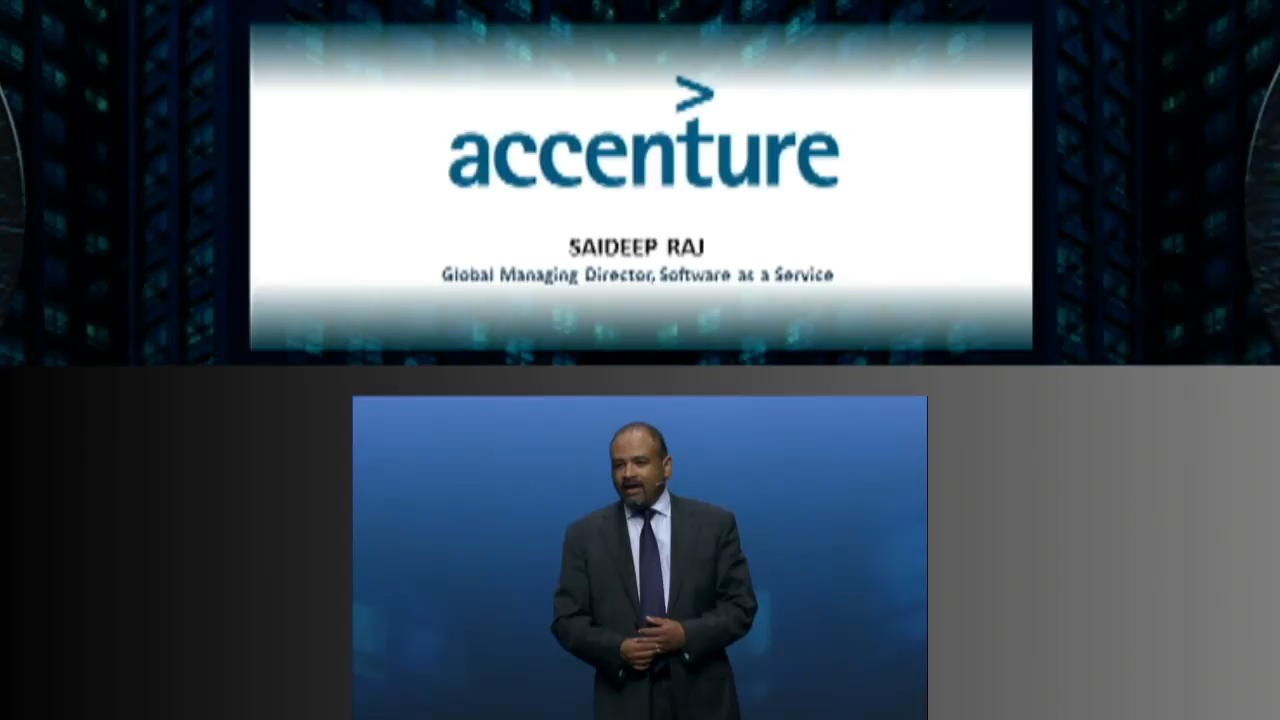 >
accenture
SAIDEEP RAJ
Global Managing Director, Software as a Service